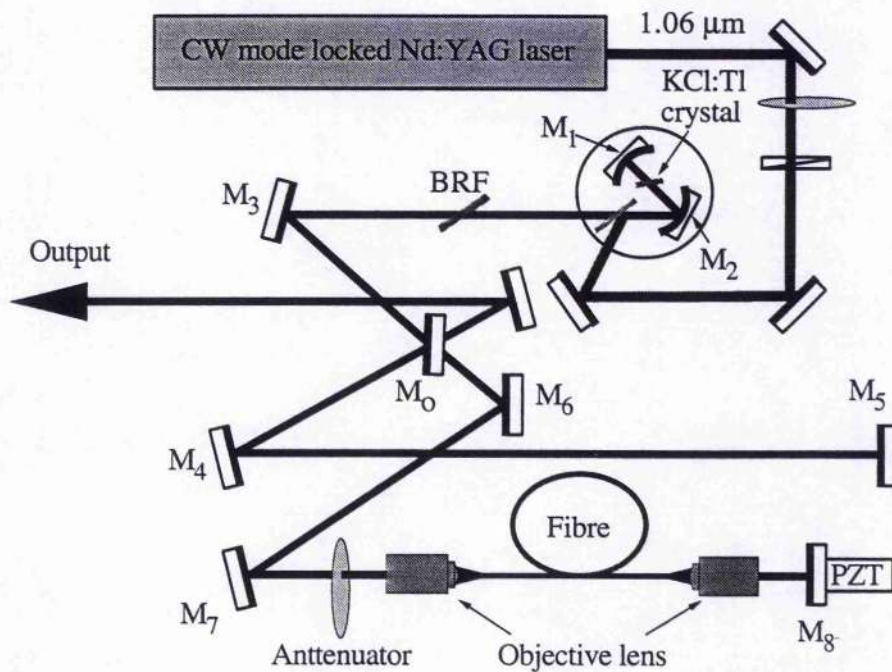 CW mode locked Nd:YAG laser
1.06 µm
KCl:Tl
crystal
M1
BRF
M3
M2
Output
Mo
M6
M5
M4
Fibre
PZT
M7
M8
Anttenuator
Objective lens